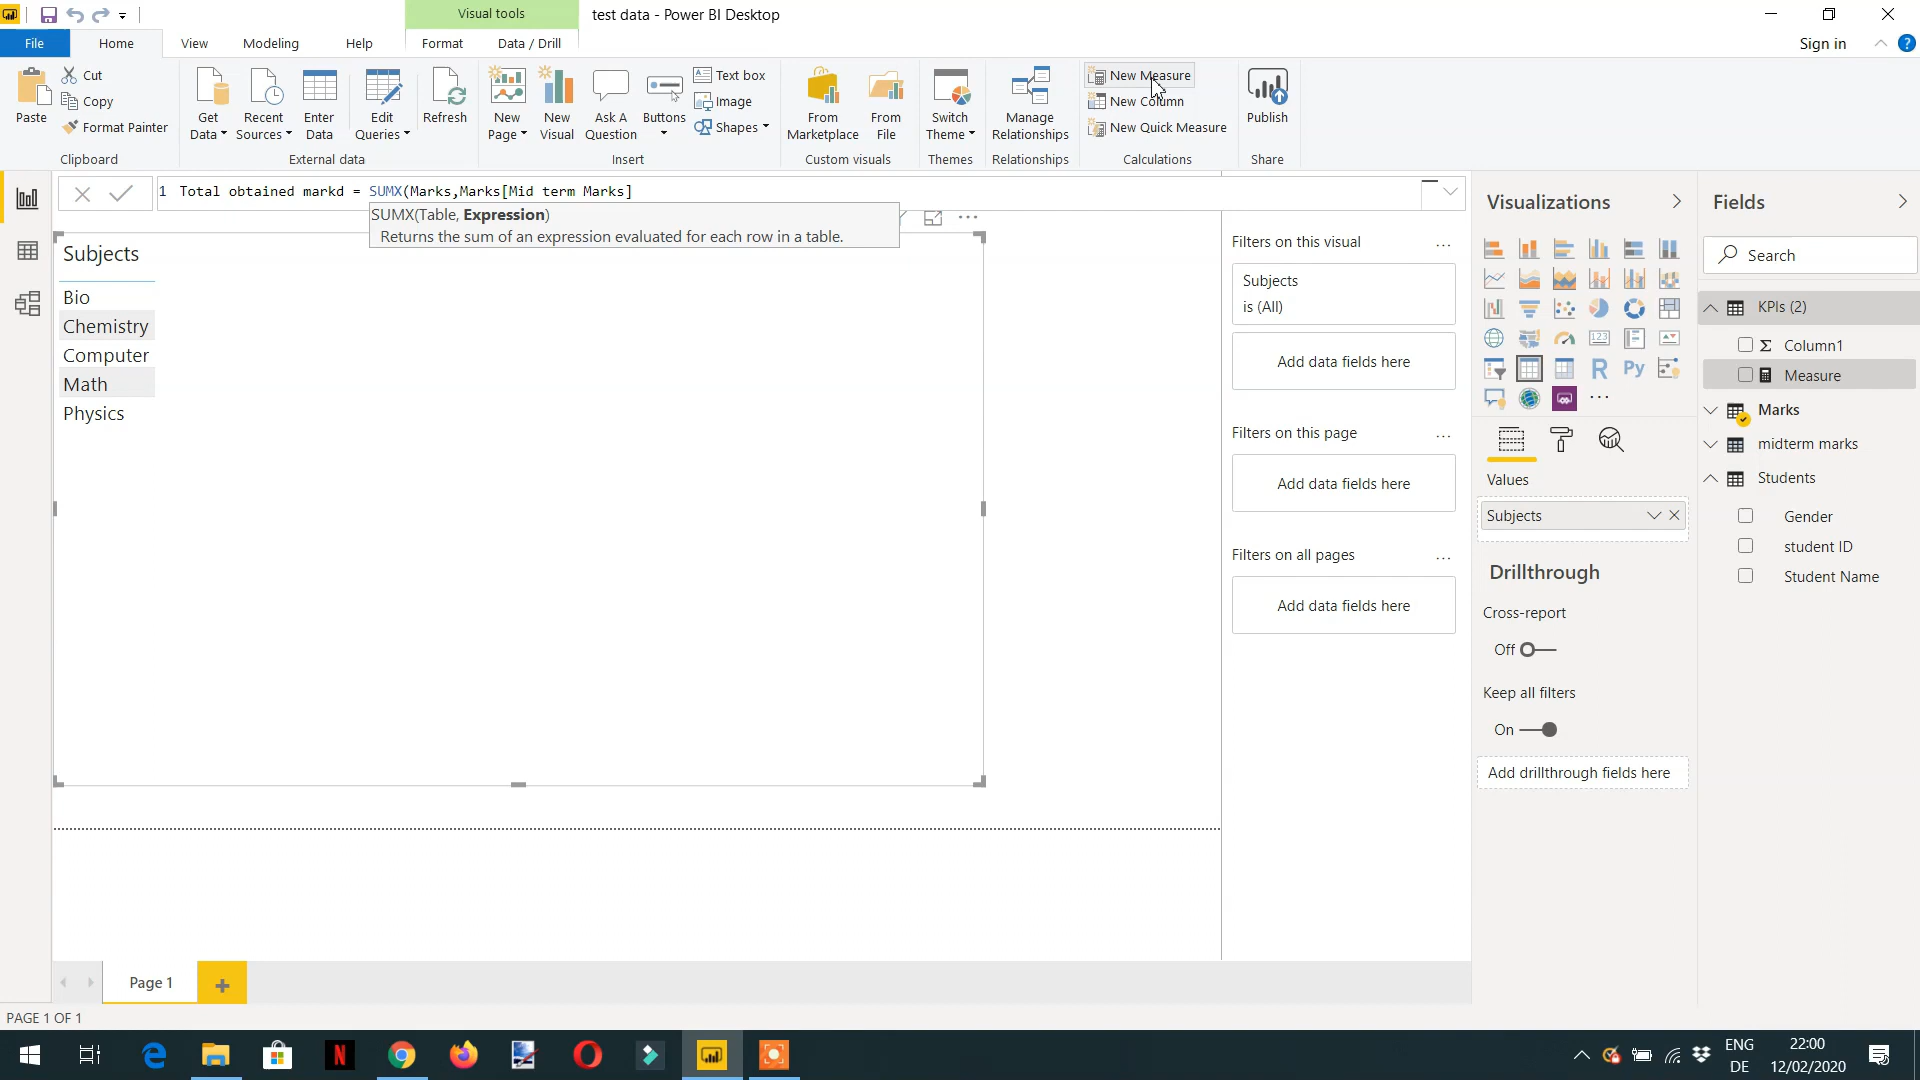 Visual tools
test data - Power BI Desktop
File Home View Modeling Help Format Data / Drill Sign in
Paste
Cut
Copy
Format Painter
Clipboard
Get Data
Recent Sources
Enter Data
Edit Queries
Refresh
External data
New Page
New Visual
Ask A Question
Buttons
Text box
Image
Shapes
Insert
From Marketplace
From File
Custom visuals
Switch Theme
Themes
Manage Relationships
Relationships
New Measure
New Column
New Quick Measure
Calculations
Publish
Share
1 Total obtained markd = SUMX(Marks,Marks[Mid term Marks]
SUMX(Table, Expression)
Returns the sum of an expression evaluated for each row in a table.
Subjects
Bio
Chemistry
Computer
Math
Physics
Filters on this visual
Subjects
is (All)
Add data fields here
Filters on this page
Add data fields here
Filters on all pages
Add data fields here
Visualizations
123
R Py
Values
Subjects
Drillthrough
Cross-report
Off
Keep all filters
On
Add drillthrough fields here
Fields
Search
KPIs (2)
Column1
Measure
Marks
midterm marks
Students
Gender
student ID
Student Name
Page 1
PAGE 1 OF 1
ENG
DE
22:00
12/02/2020